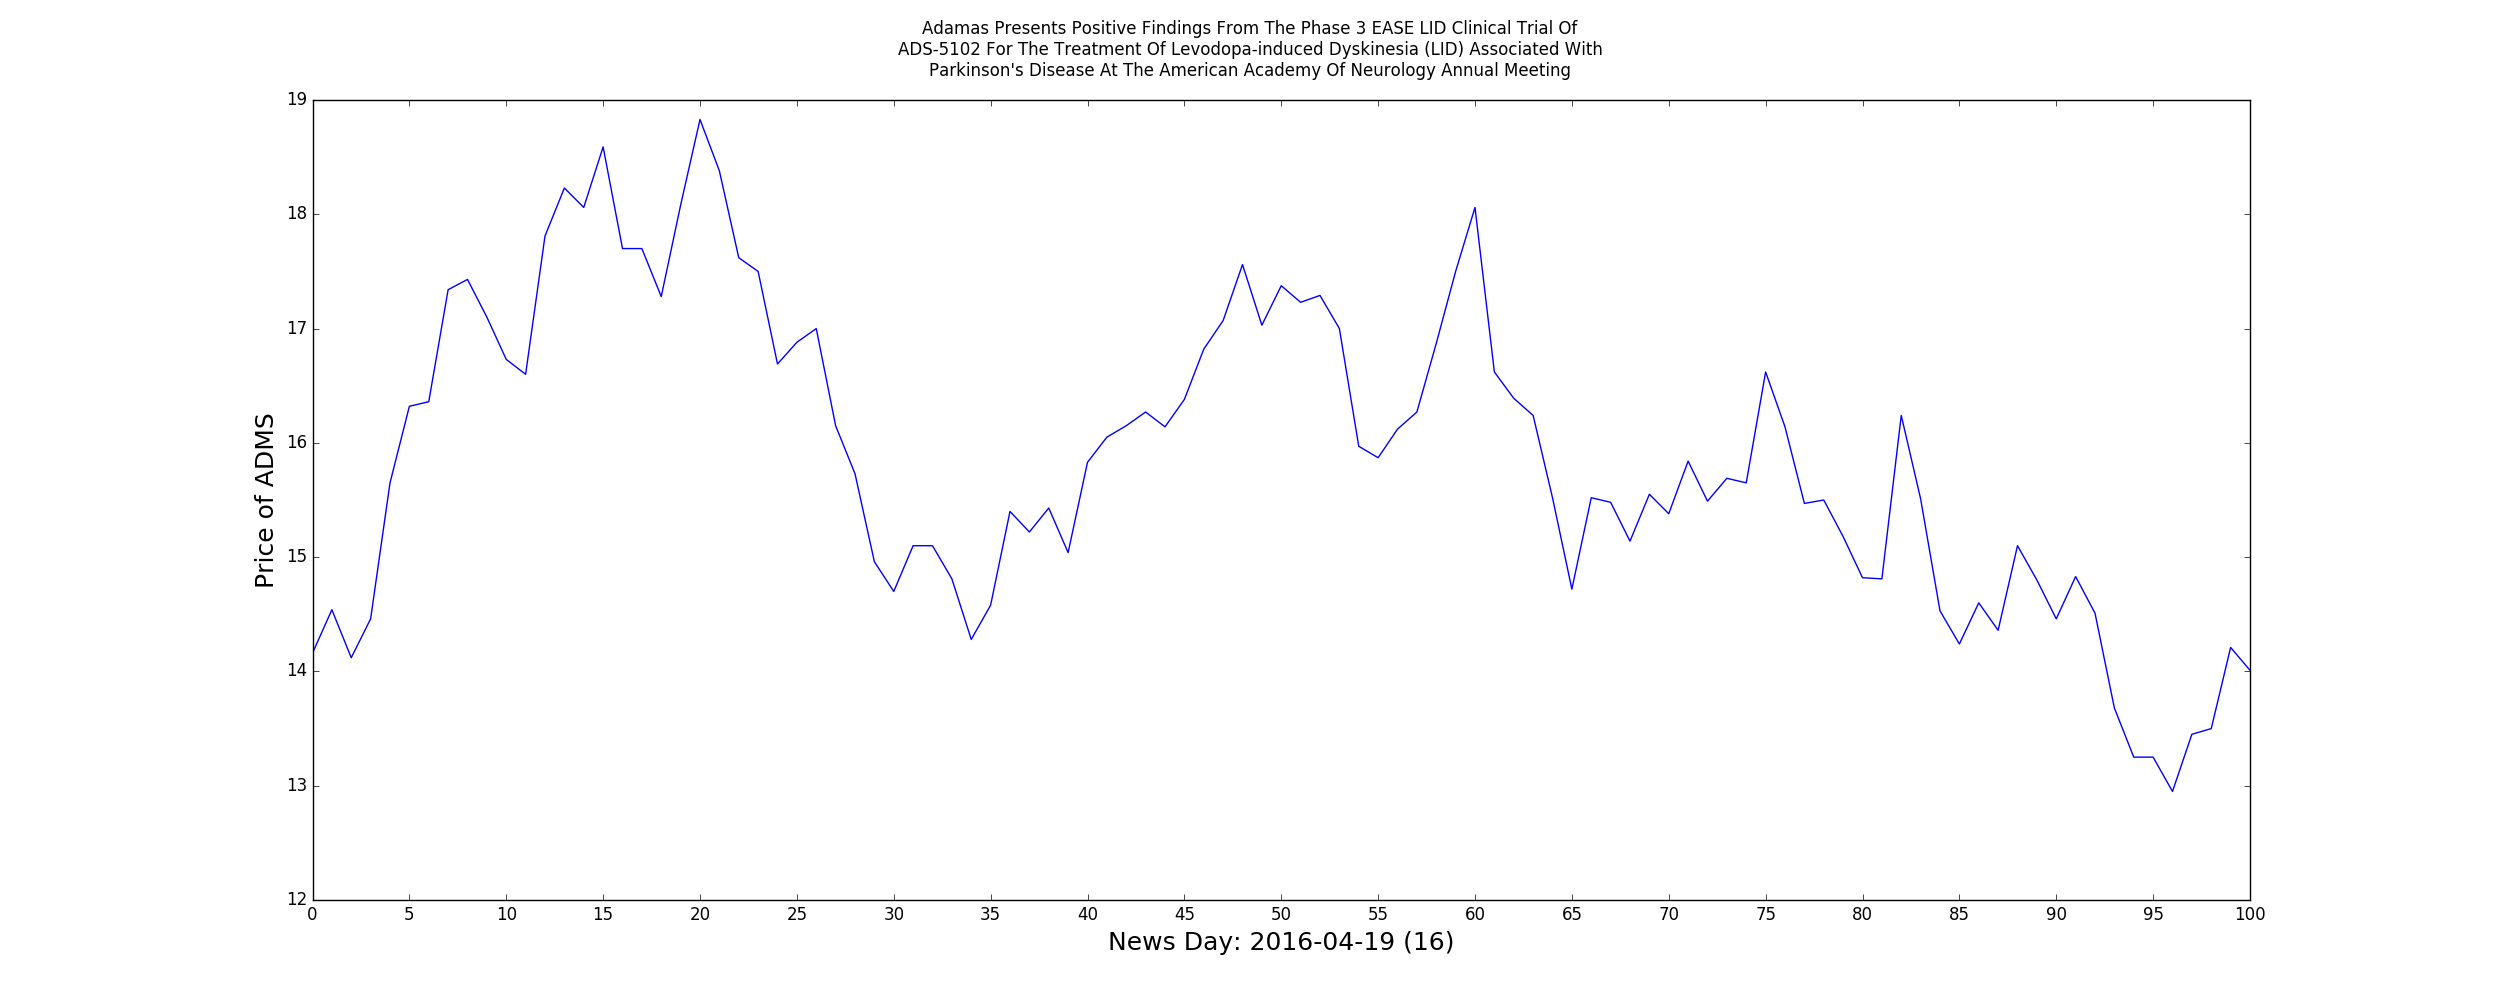 Adamas Presents Positive Findings From The Phase 3 EASE LID Clinical Trial Of
ADS-5102 For The Treatment Of Levodopa-induced Dyskinesia (LID) Associated With
Parkinson's Disease At The American Academy Of Neurology Annual Meeting
19
18
17
16
15
14
13
12
Price of ADMS
0 5 10 15 20 25 30 35 40 45 50 55 60 65 70 75 80 85 90 95 100
News Day: 2016-04-19 (16)